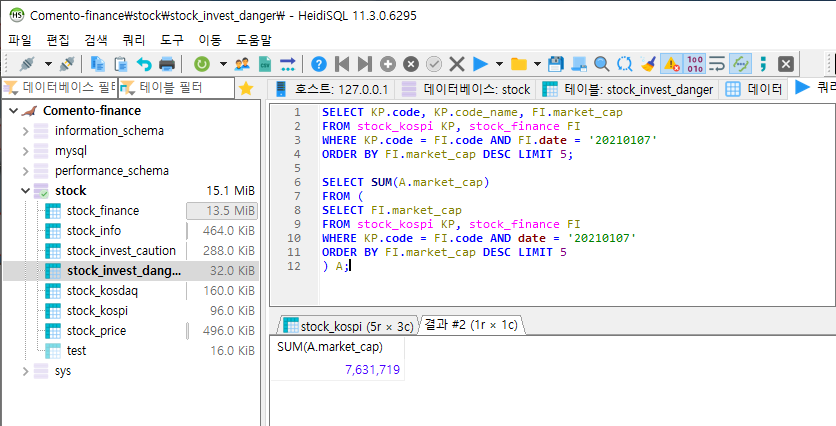 Comento-finance₩stock₩stock_invest_danger₩ - HeidiSQL 11.3.0.6295
파일 편집 검색 쿼리 도구 이동 도움말
데이터베이스 필터 테이블 필터
호스트: 127.0.0.1 데이터베이스: stock 테이블: stock_invest_danger 데이터 쿼리
Comento-finance
information_schema
mysql
performance_schema
stock 15.1 MiB
stock_finance 13.5 MiB
stock_info 464.0 KiB
stock_invest_caution 288.0 KiB
stock_invest_dang... 32.0 KiB
stock_kosdaq 160.0 KiB
stock_kospi 96.0 KiB
stock_price 496.0 KiB
test 16.0 KiB
sys
1 SELECT KP.code, KP.code_name, FI.market_cap
2 FROM stock_kospi KP, stock_finance FI
3 WHERE KP.code = FI.code AND FI.date = '20210107'
4 ORDER BY FI.market_cap DESC LIMIT 5;
5
6 SELECT SUM(A.market_cap)
7 FROM (
8 SELECT FI.market_cap
9 FROM stock_kospi KP, stock_finance FI
10 WHERE KP.code = FI.code AND date = '20210107'
11 ORDER BY FI.market_cap DESC LIMIT 5
12 ) A;
stock_kospi (5r × 3c) 결과 #2 (1r × 1c)
SUM(A.market_cap)
7,631,719